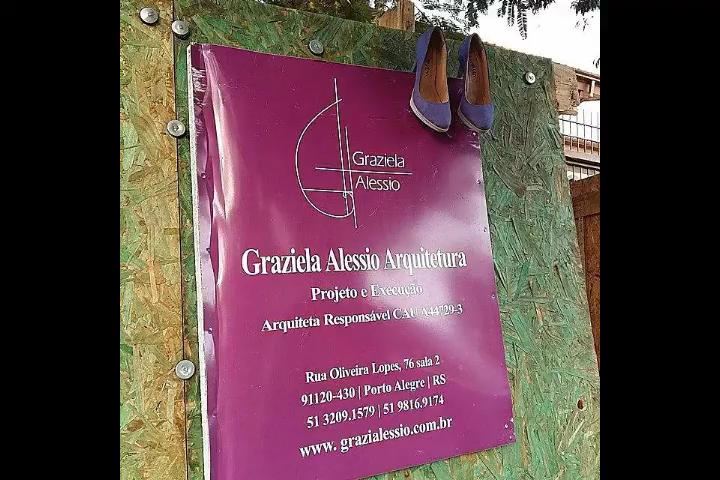 Graziela
Alessio
Graziela Alessio Arquitetura
Projeto e Execução
Arquiteta Responsável CAU A44729-3
Rua Oliveira Lopes, 76 sala 2
91120-430 | Porto Alegre | RS
51 3209.1579 | 51 9816.9174
www. grazialessio.com.br